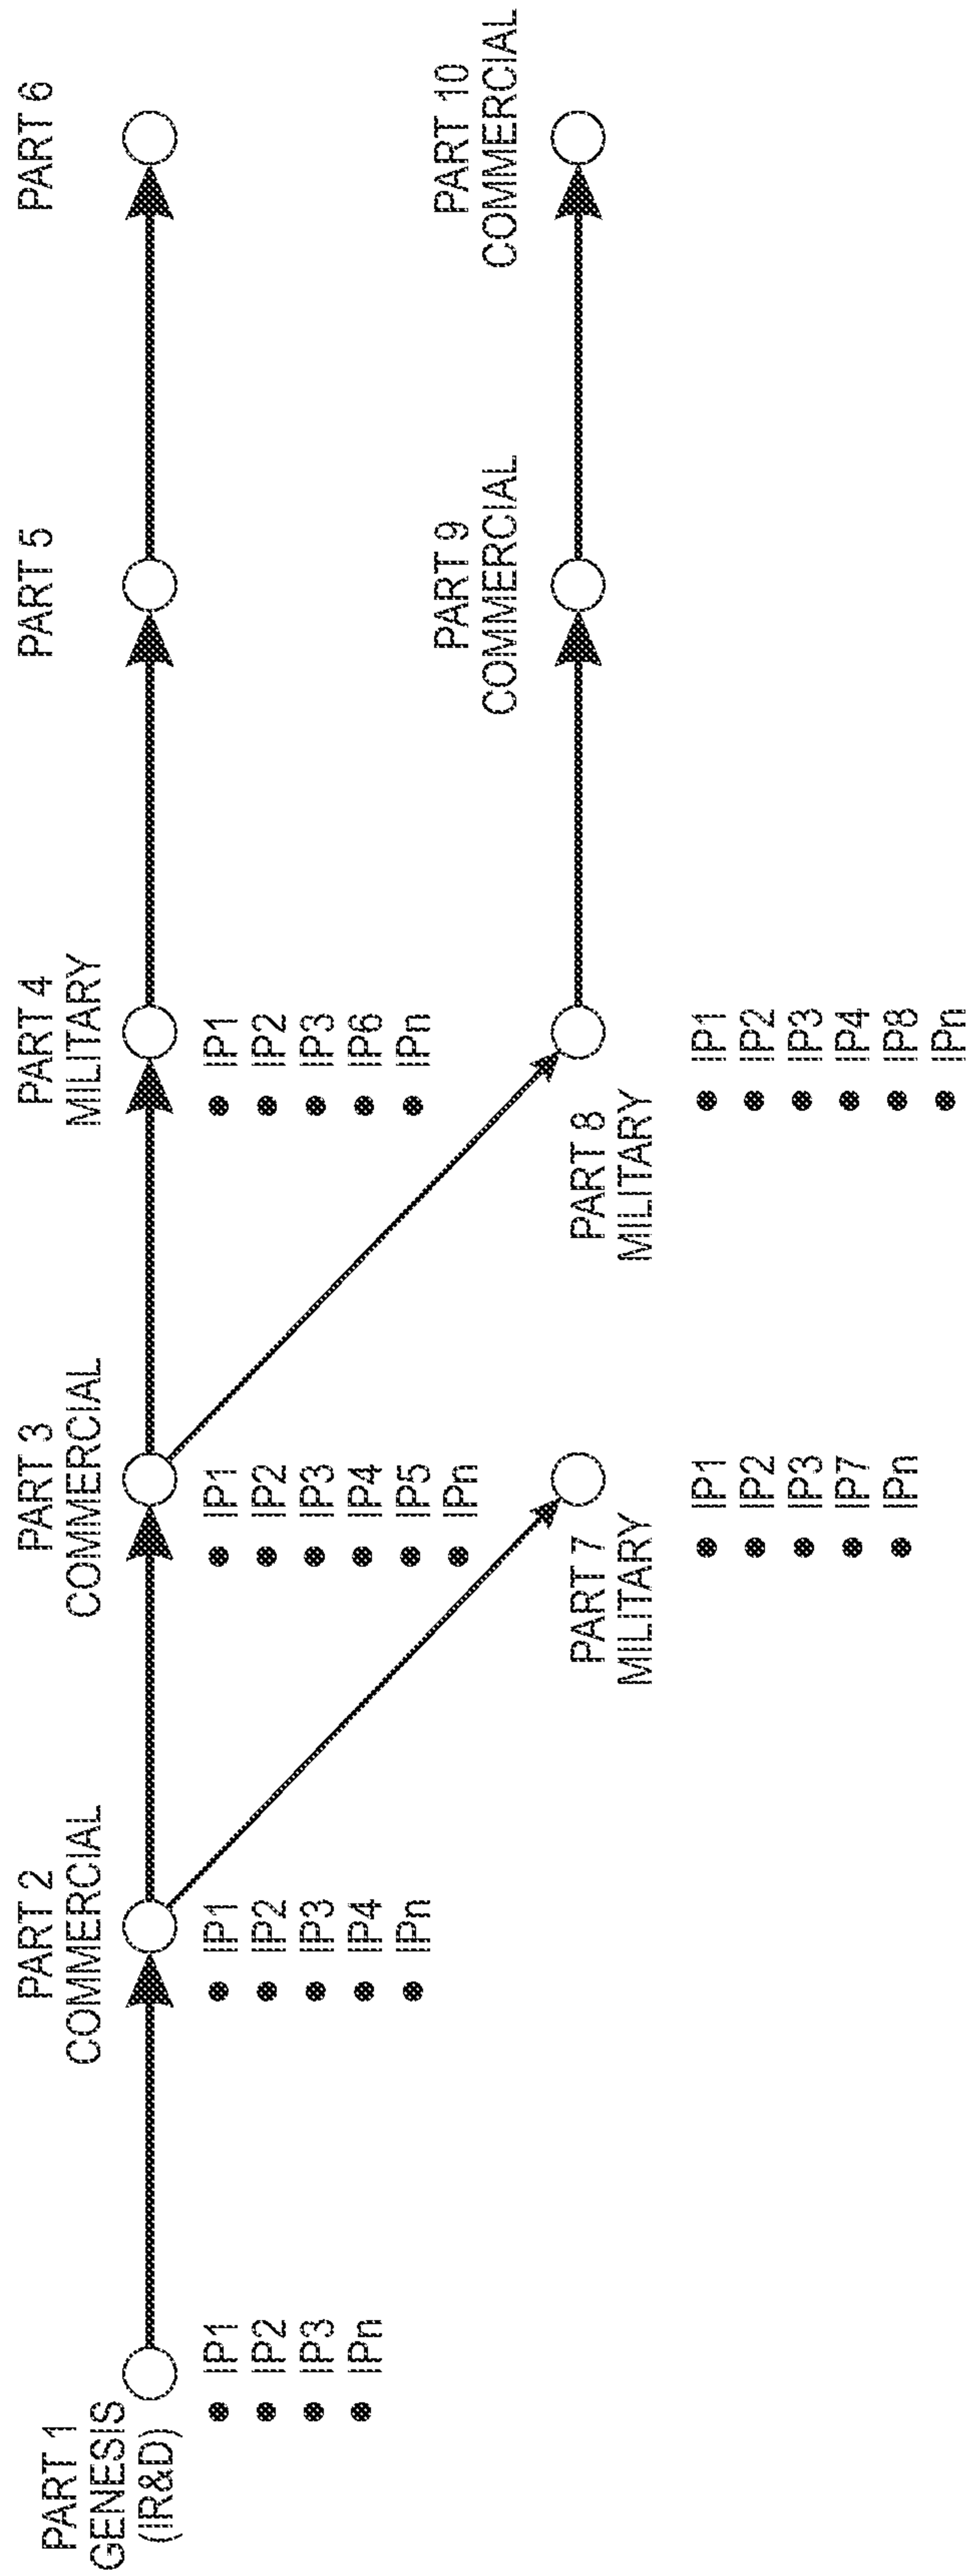 PART 1
GENESIS
(IR&D)
IP1
IP2
IP3
IPn
PART 2
COMMERCIAL
IP1
IP2
IP3
IP4
IPn
PART 3
COMMERCIAL
IP1
IP2
IP3
IP4
IP5
IPn
PART 4
MILITARY
IP1
IP2
IP3
IP6
IPn
PART 5
PART 6
PART 7
MILITARY
IP1
IP2
IP3
IP7
IPn
PART 8
MILITARY
IP1
IP2
IP3
IP4
IP8
IPn
PART 9
COMMERCIAL
PART 10
COMMERCIAL